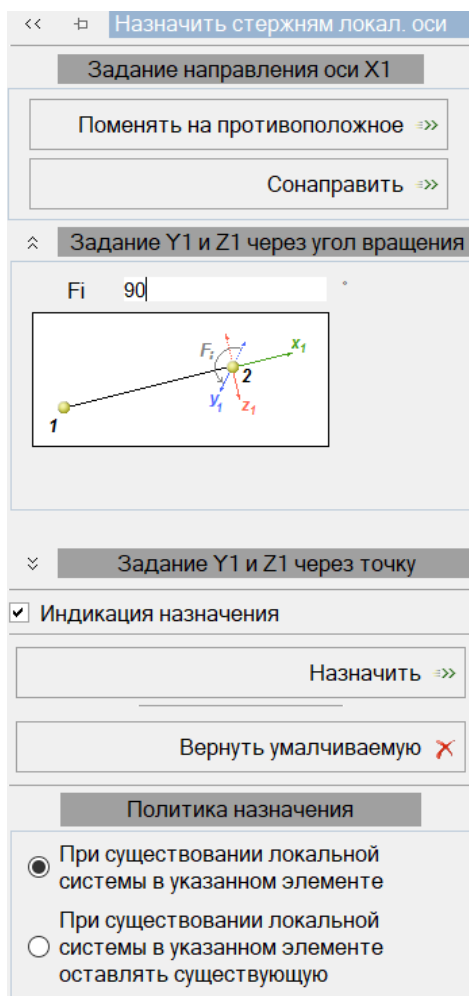 Назначить стержням локал. оси
Задание направления оси X1
Поменять на противоположное
Сонаправить
Задание Y1 и Z1 через угол вращения
Fi 90 °
Fi x1
2
y1 z1
1
Задание Y1 и Z1 через точку
Индикация назначения
Назначить
Вернуть умалчиваемую
Политика назначения
При существовании локальной
системы в указанном элементе
При существовании локальной
системы в указанном элементе
оставлять существующую